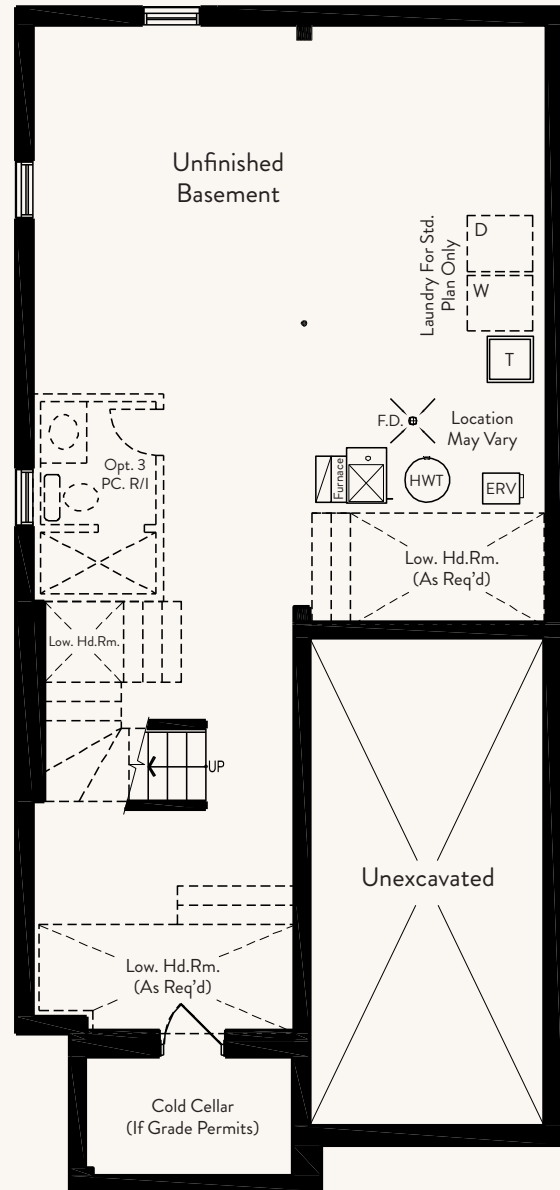 Unfinished
Basement
Laundry For Std.
Plan Only
D
W
T
F.D.
Location
May Vary
Opt. 3
PC. R/I
Furnace
HWT
ERV
Low. Hd.Rm.
(As Req'd)
Low. Hd.Rm.
UP
Unexcavated
Low. Hd.Rm.
(As Req'd)
Cold Cellar
(If Grade Permits)